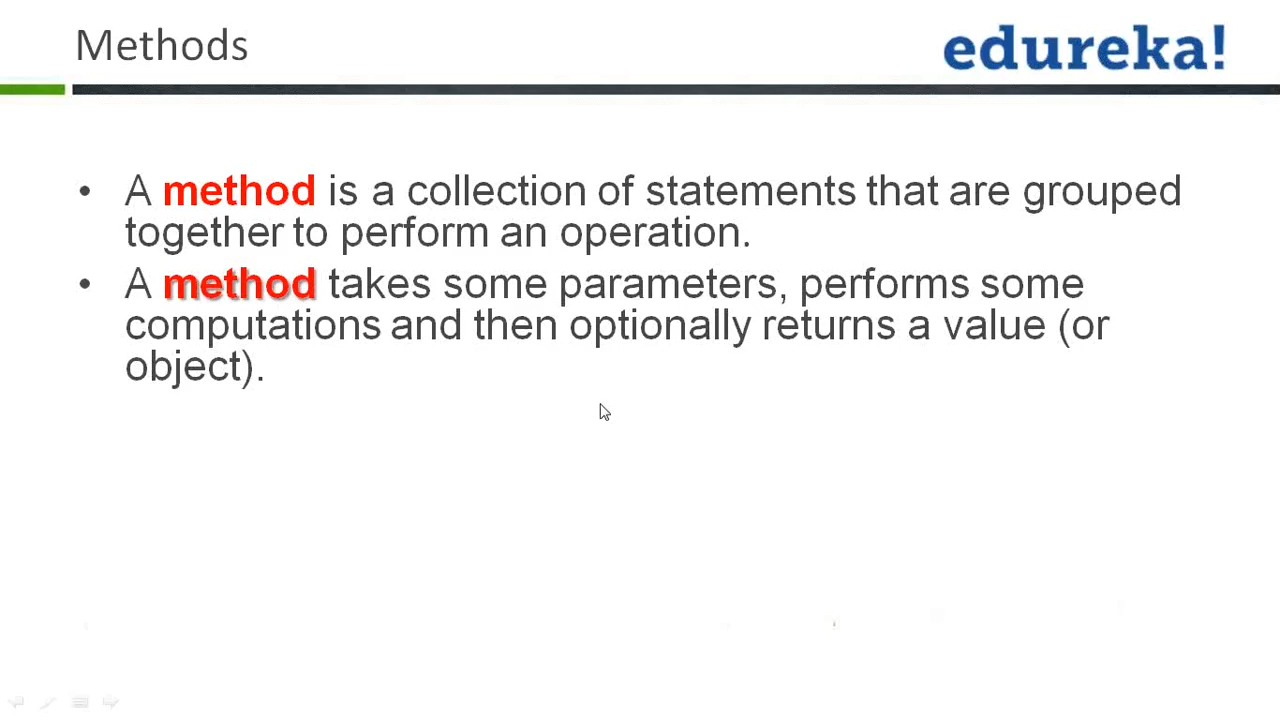 Methods
edureka!
• A method is a collection of statements that are grouped
together to perform an operation.
• A method takes some parameters, performs some
computations and then optionally returns a value (or
object).